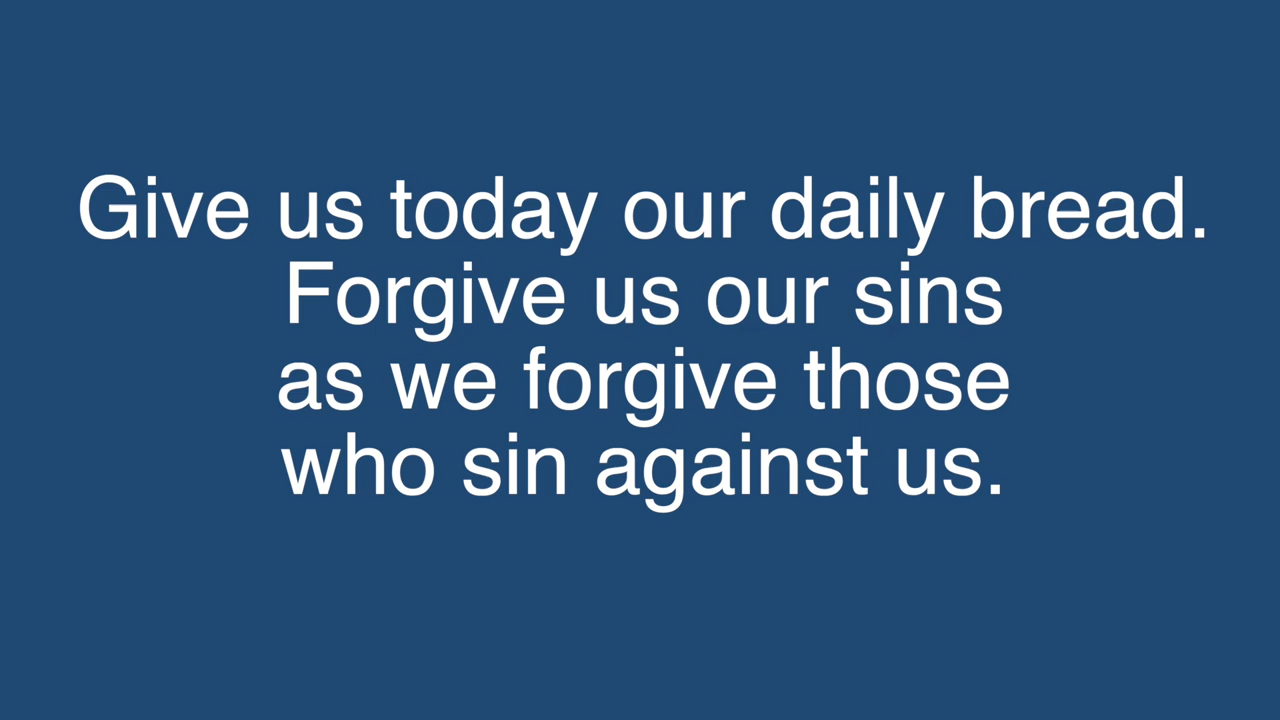 Give us today our daily bread.
Forgive us our sins
as we forgive those
who sin against us.